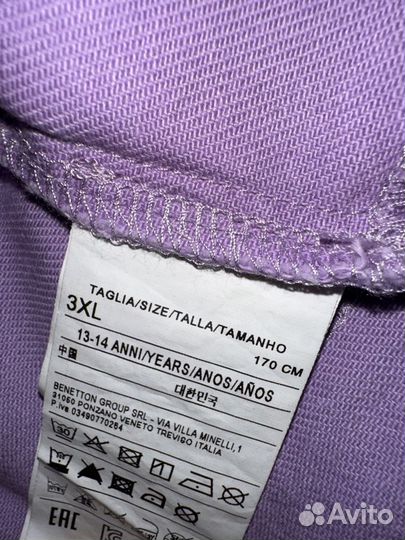 TAGLIA/SIZE/TALLA/TAMANHO
3XL
170 CM
13-14 ANNI/YEARS/ANOS/AÑOS
中国
대한민국
BENETTON GROUP SRL - VIA VILLA MINELLI,1
31050 PONZANO VENETO TREVISO ITALIA
P.iva 03490770264
30
EAC
Avito